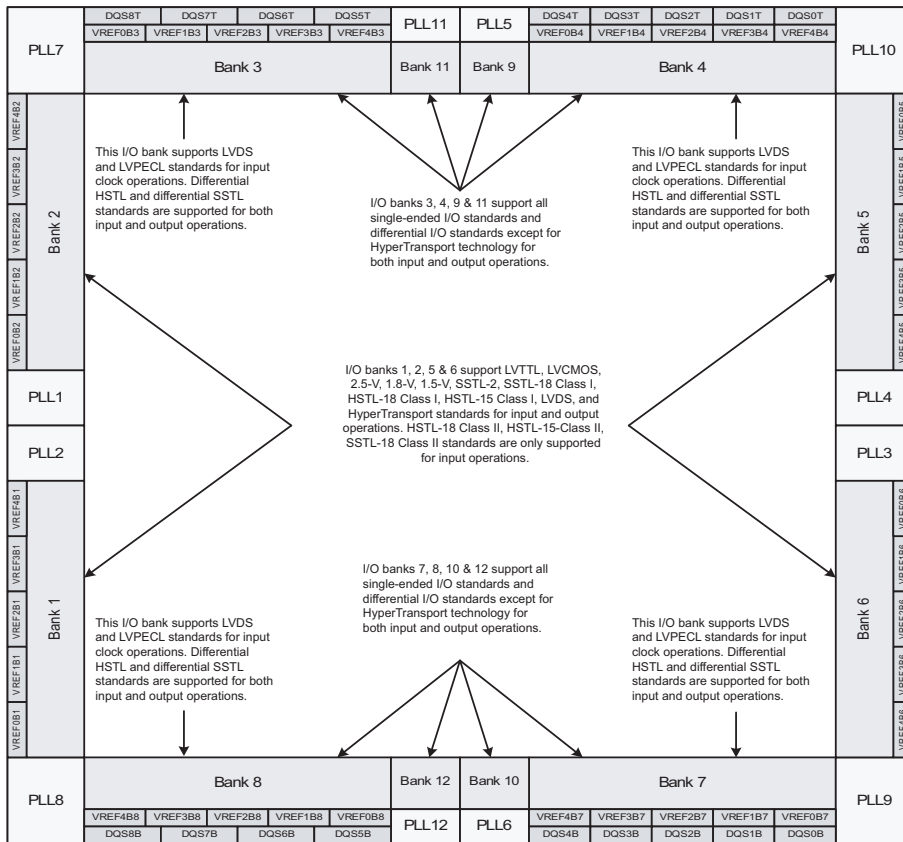 DQS8T DQS7T DQS6T DQS5T
PLL11 PLL5
DQS4T DQS3T DQS2T DQS1T DQS0T
VREF0B3 VREF1B3 VREF2B3 VREF3B3 VREF4B3
VREF0B4 VREF1B4 VREF2B4 VREF3B4 VREF4B4
PLL7
PLL10
Bank 3
Bank 11
Bank 9
Bank 4
VREF4B2
VREF3B2
VREF2B2
VREF1B2
VREF0B2
Bank 2
This I/O bank supports LVDS
and LVPECL standards for input
clock operations. Differential
HSTL and differential SSTL
standards are supported for both
input and output operations.
I/O banks 3, 4, 9 & 11 support all
single-ended I/O standards and
differential I/O standards except for
HyperTransport technology for
both input and output operations.
This I/O bank supports LVDS
and LVPECL standards for input
clock operations. Differential
HSTL and differential SSTL
standards are supported for both
input and output operations.
Bank 5
VREF0B5
VREF1B5
VREF2B5
VREF3B5
VREF4B5
I/O banks 1, 2, 5 & 6 support LVTTL, LVCMOS,
2.5-V, 1.8-V, 1.5-V, SSTL-2, SSTL-18 Class I,
HSTL-18 Class I, HSTL-15 Class I, LVDS, and
HyperTransport standards for input and output
operations. HSTL-18 Class II, HSTL-15-Class II,
SSTL-18 Class II standards are only supported
for input operations.
PLL1
PLL2
PLL4
PLL3
VREF4B1
VREF3B1
VREF2B1
VREF1B1
VREF0B1
Bank 1
I/O banks 7, 8, 10 & 12 support all
single-ended I/O standards and
differential I/O standards except for
HyperTransport technology for
both input and output operations.
This I/O bank supports LVDS
and LVPECL standards for input
clock operations. Differential
HSTL and differential SSTL
standards are supported for both
input and output operations.
This I/O bank supports LVDS
and LVPECL standards for input
clock operations. Differential
HSTL and differential SSTL
standards are supported for both
input and output operations.
Bank 6
VREF0B6
VREF1B6
VREF2B6
VREF3B6
VREF4B6
PLL8
Bank 8
Bank 12
Bank 10
Bank 7
PLL9
VREF4B8 VREF3B8 VREF2B8 VREF1B8 VREF0B8
PLL12 PLL6
VREF4B7 VREF3B7 VREF2B7 VREF1B7 VREF0B7
DQS8B DQS7B DQS6B DQS5B
DQS4B DQS3B DQS2B DQS1B DQS0B